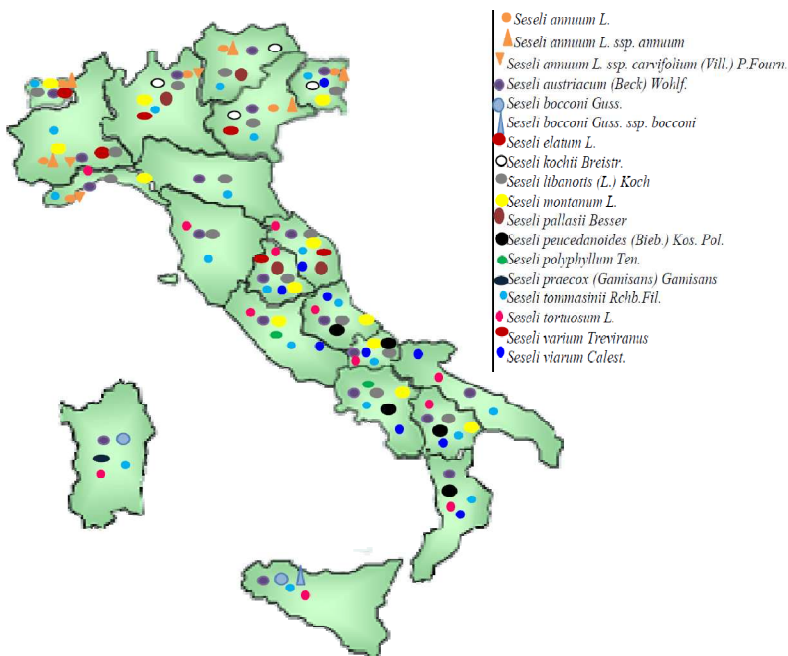 Seseli annuum L.
Seseli annuum L. ssp. annuum
Seseli annuum L. ssp. carvifolium (Vill.) P.Fourn.
Seseli austriacum (Beck) Wohlf.
Seseli bocconi Guss.
Seseli bocconi Guss. ssp. bocconi
Seseli elatum L.
Seseli kochii Breistr.
Seseli libanotis (L.) Koch
Seseli montanum L.
Seseli pallasii Besser
Seseli peucedanoides (Bieb.) Kos. Pol.
Seseli polyphyllum Ten.
Seseli praecox (Gamisans) Gamisans
Seseli tommasinii Rchb.Fil.
Seseli tortuosum L.
Seseli varium Treviranus
Seseli viarum Calest.